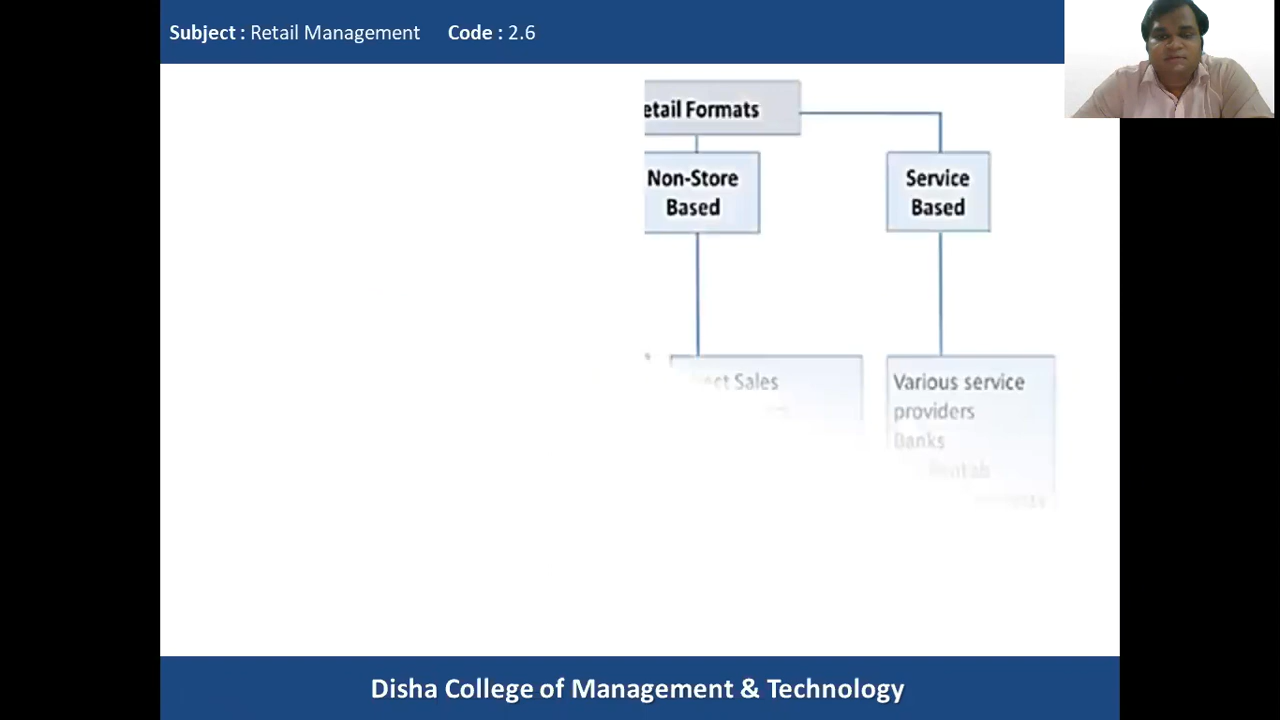 Subject : Retail Management Code : 2.6
etail Formats
Non-Store
Based
Service
Based
ct Sales
Various service
providers
Banks
Disha College of Management & Technology